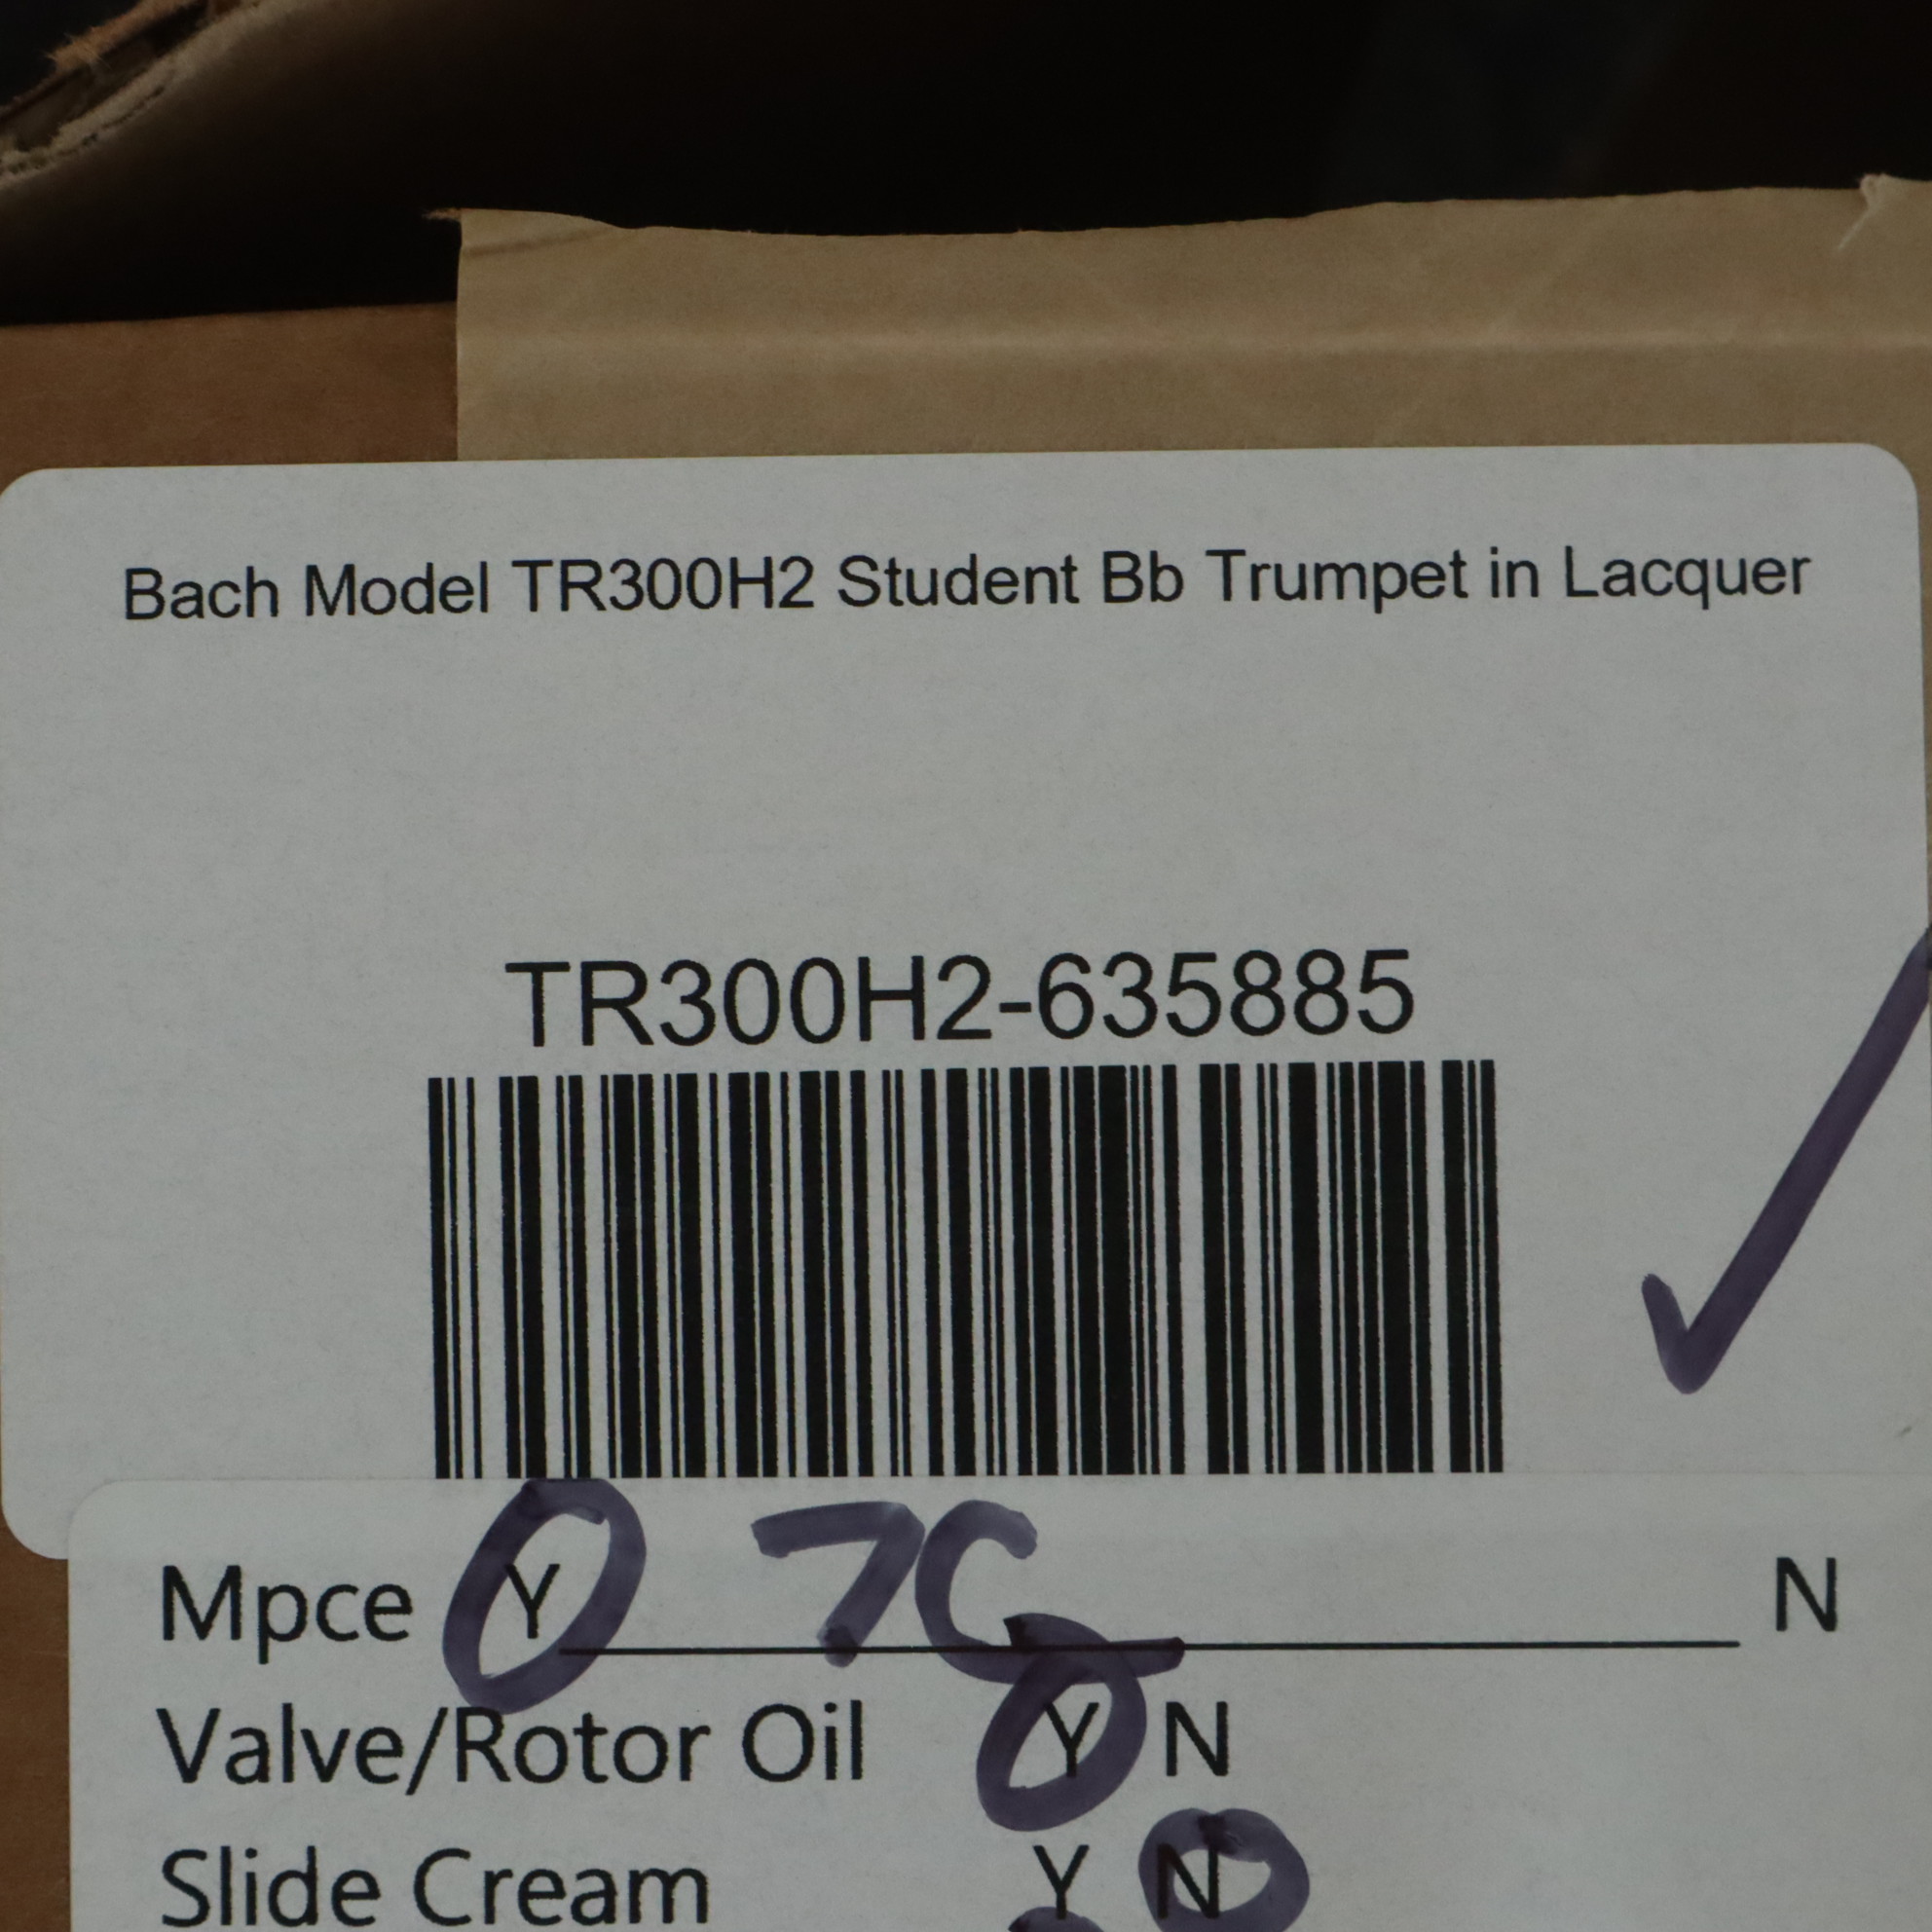 Bach Model TR300H2 Student Bb Trumpet in Lacquer
TR300H2-635885
Mpce Y 7C N
Valve/Rotor Oil Y N
Slide Cream Y N